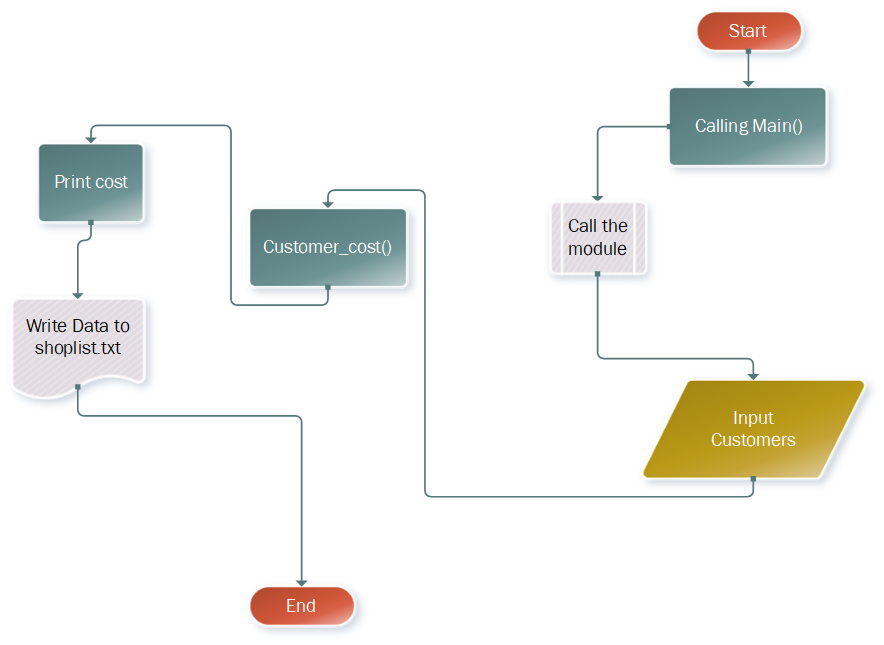 Start
Calling Main()
Call the
module
Input
Customers
Customer_cost()
Print cost
Write Data to
shoplist.txt
End